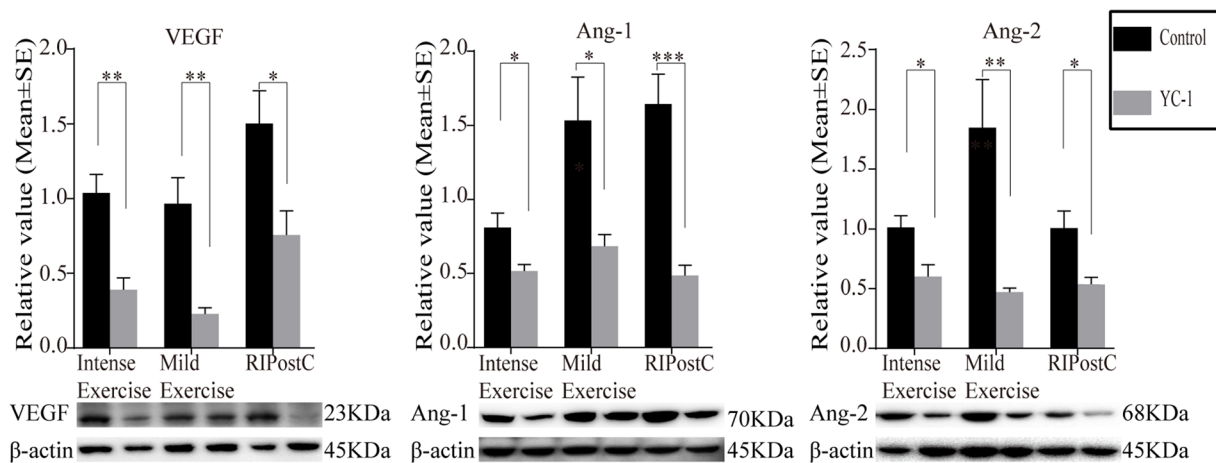 VEGF
Relative value (Mean±SE)
2.0
1.5
1.0
0.5
0.0
**
**
*
Intense Exercise
Mild Exercise
RIPostC
VEGF
23KDa
β-actin
45KDa
Ang-1
Relative value (Mean±SE)
2.0
1.5
1.0
0.5
0.0
*
*
***
*
Intense Exercise
Mild Exercise
RIPostC
Ang-1
70KDa
β-actin
45KDa
Ang-2
Relative value (Mean±SE)
2.5
2.0
1.5
1.0
0.5
0.0
*
**
*
**
Intense Exercise
Mild Exercise
RIPostC
Ang-2
68KDa
β-actin
45KDa
Control
YC-1